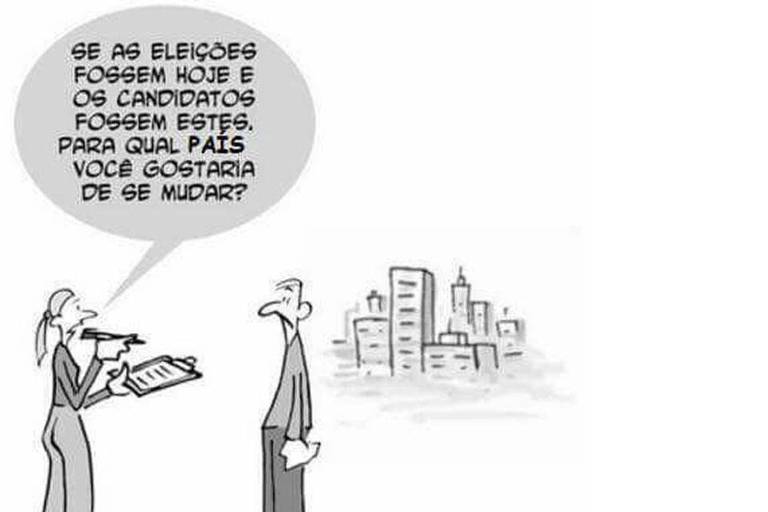 SE AS ELEIÇÕES
FOSSEM HOJE E
OS CANDIDATOS
FOSSEM ESTES.
PARA QUAL PAÍS
VOCÊ GOSTARIA
DE SE MUDAR?